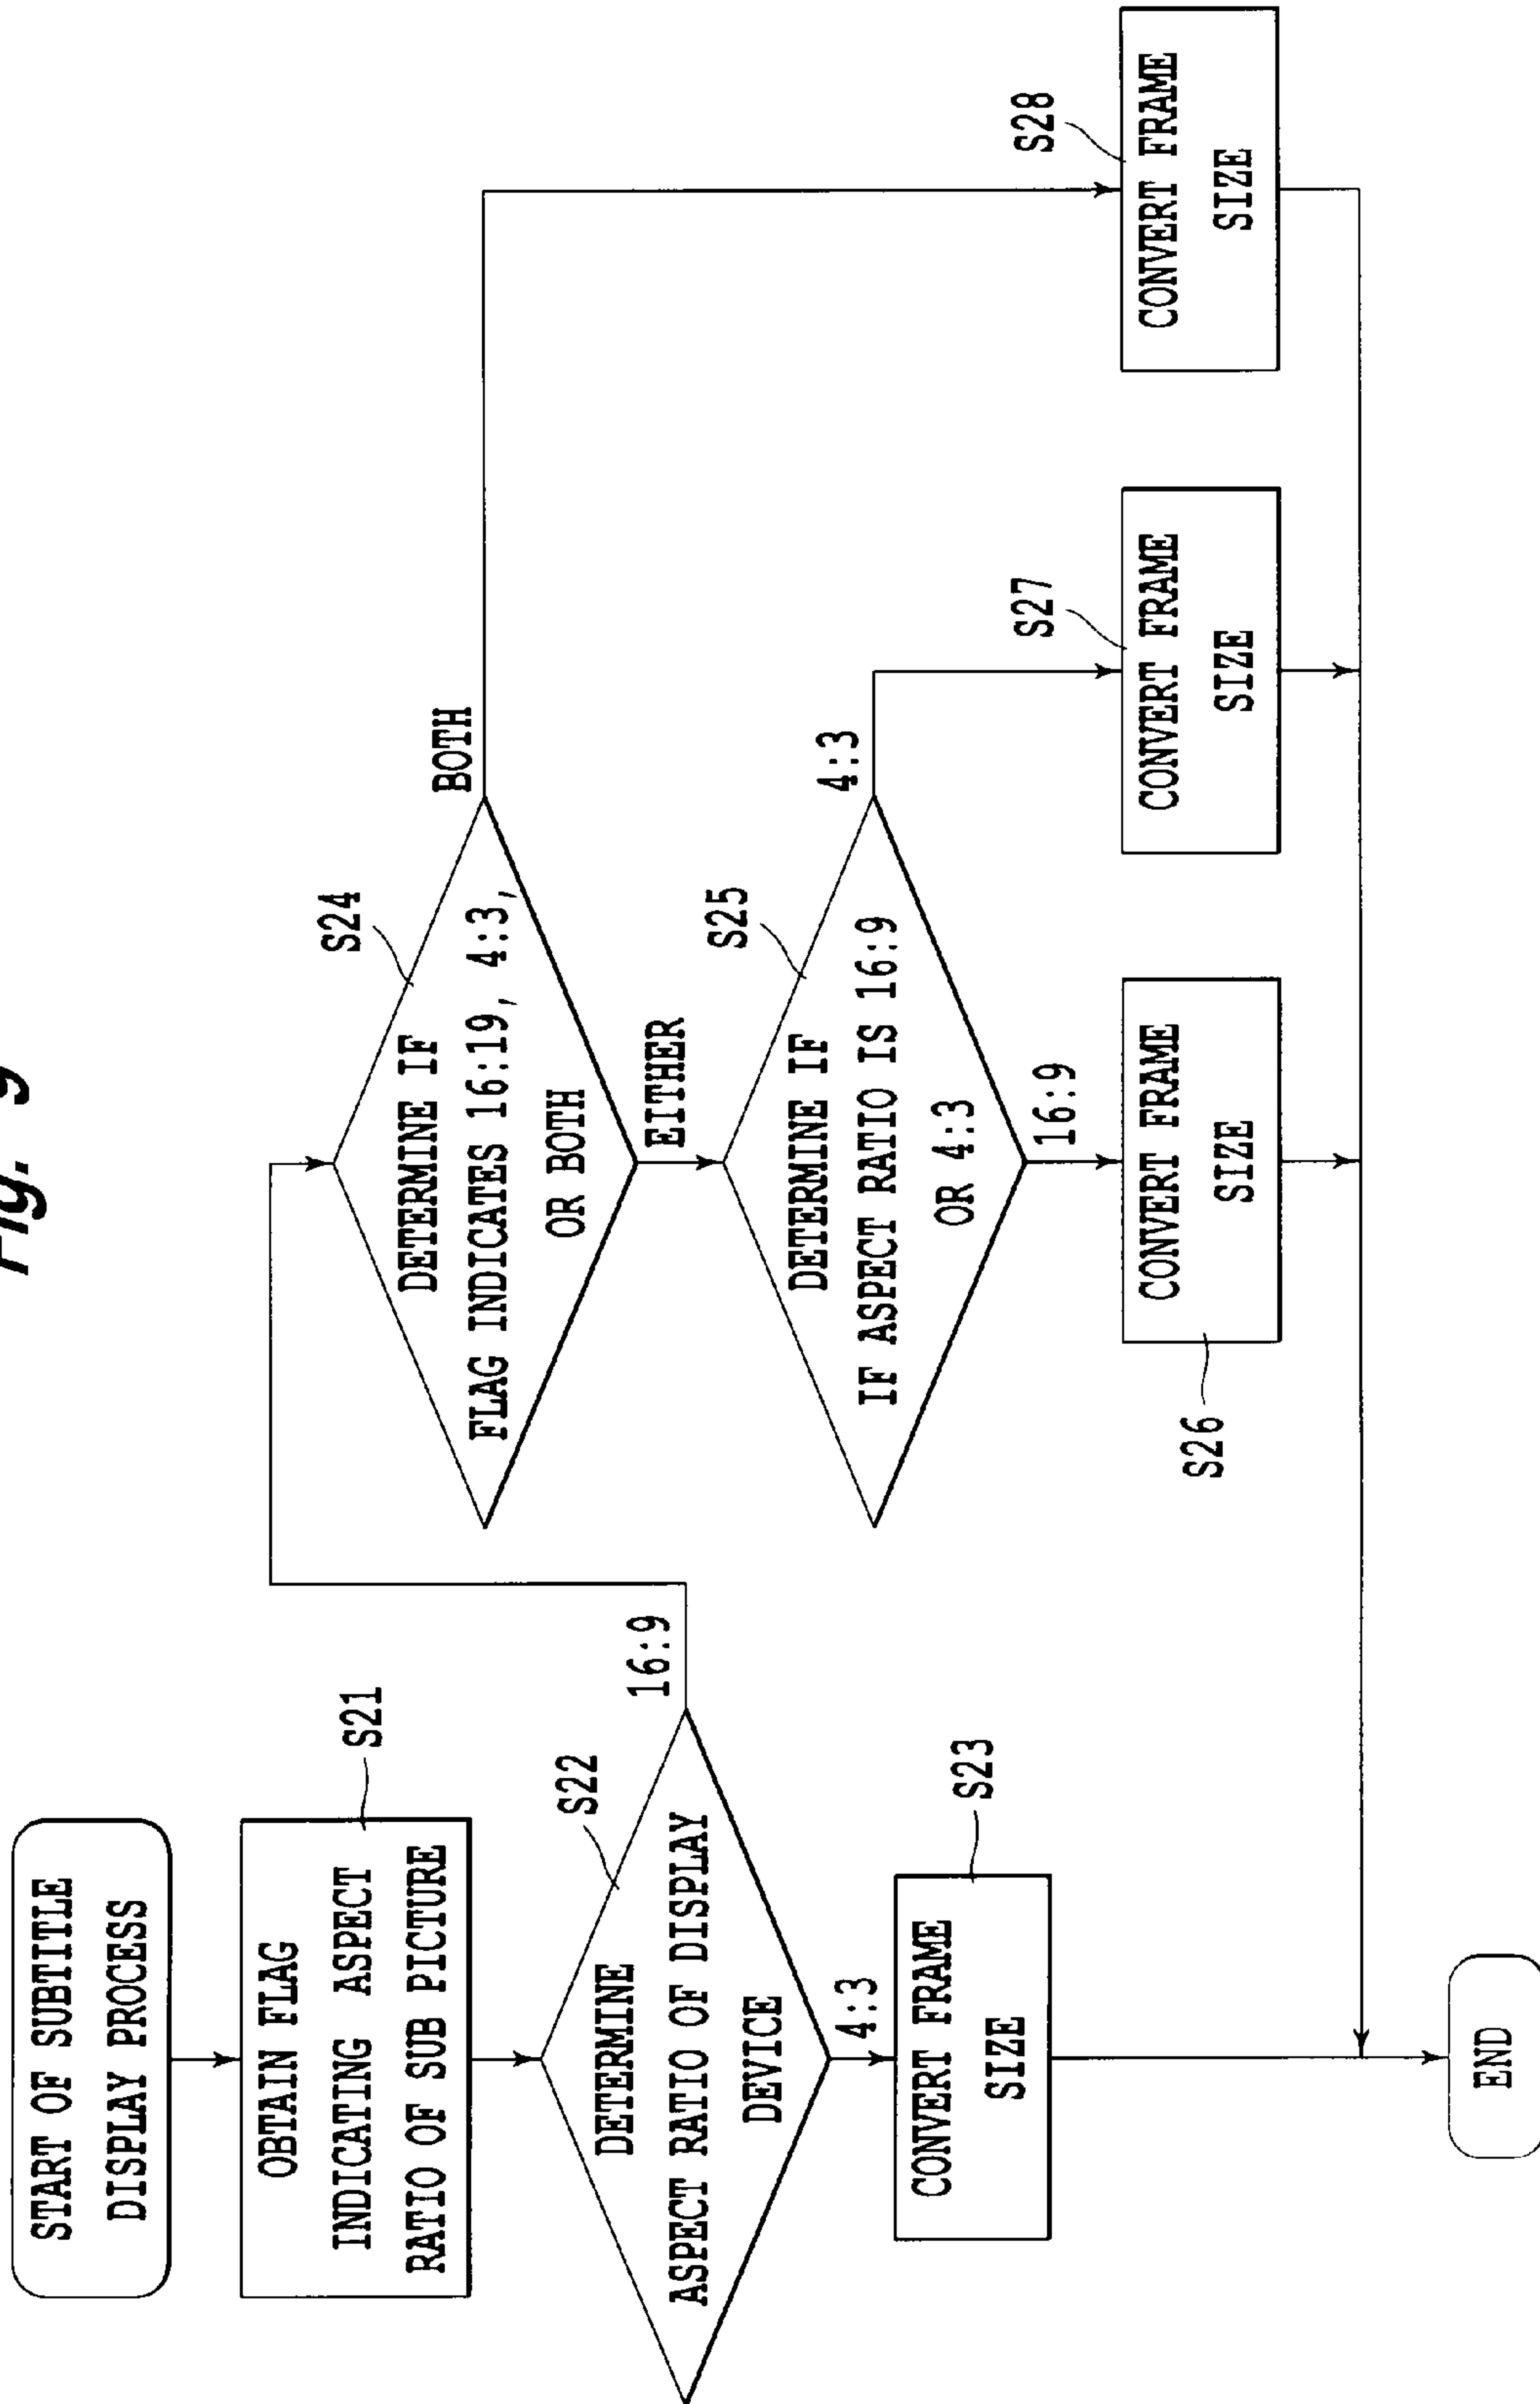 Fig. 9
START OF SUBTITLE
DISPLAY PROCESS
OBTAIN FLAG
INDICATING ASPECT
RATIO OF SUB PICTURE
S21
DETERMINE
ASPECT RATIO OF DISPLAY
DEVICE
S22
16:9
4:3
CONVERT FRAME
SIZE
S23
DETERMINE IF
FLAG INDICATES 16:19, 4:3,
OR BOTH
S24
BOTH
EITHER
DETERMINE IF
IF ASPECT RATIO IS 16:9
OR 4:3
S25
4:3
16:9
CONVERT FRAME
SIZE
S26
CONVERT FRAME
SIZE
S27
CONVERT FRAME
SIZE
S28
END